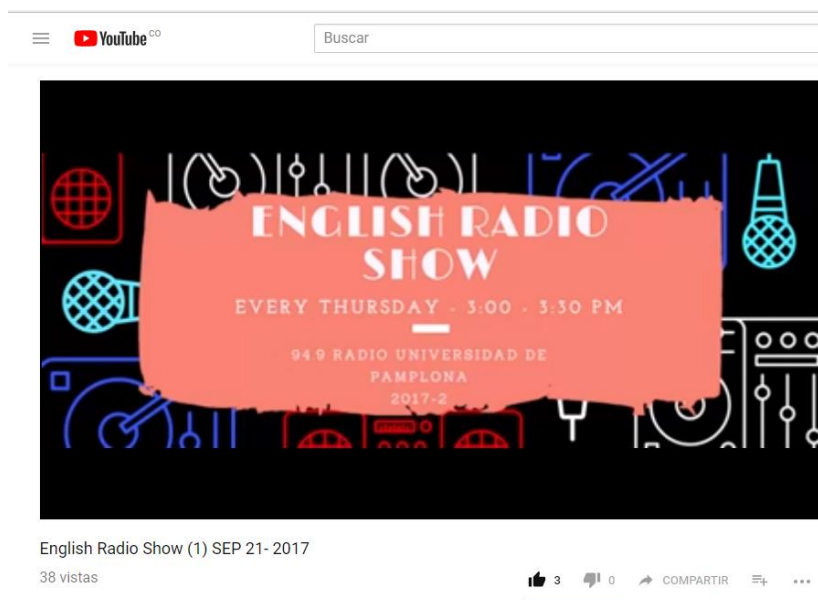 YouTube CO
Buscar
ENGLISH RADIO
SHOW
EVERY THURSDAY - 3:00 - 3:30 PM
94.9 RADIO UNIVERSIDAD DE
PAMPLONA
2017-2
English Radio Show (1) SEP 21- 2017
38 vistas
3
0
COMPARTIR